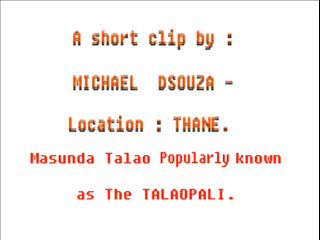 A short clip by :
MICHAEL DSOUZA -
Location : THANE.
Masunda Talao Popularly known
as The TALAOPALI.